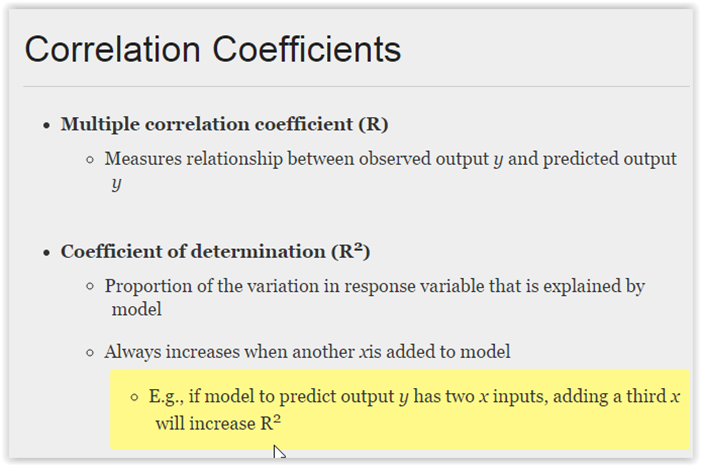 Correlation Coefficients
• Multiple correlation coefficient (R)
◦ Measures relationship between observed output y and predicted output
y
• Coefficient of determination (R²)
◦ Proportion of the variation in response variable that is explained by
model
◦ Always increases when another xis added to model
◦ E.g., if model to predict output y has two x inputs, adding a third x
will increase R²